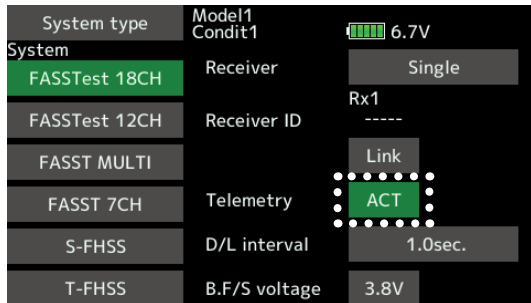 System type
Model1
Condit1
6.7V
System
FASSTest 18CH
Receiver
Single
Rx1
FASSTest 12CH
Receiver ID
-----
FASST MULTI
Link
FASST 7CH
Telemetry
ACT
S-FHSS
D/L interval
1.0sec.
T-FHSS
B.F/S voltage
3.8V